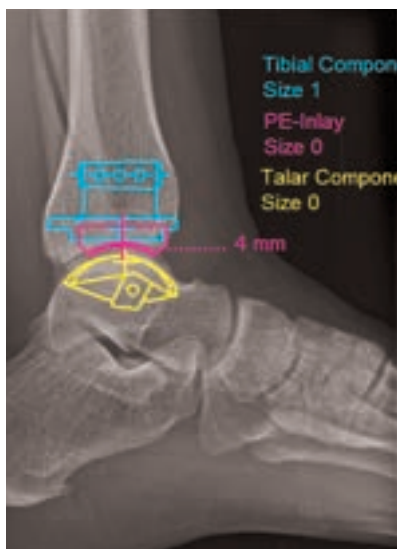 Tibial Compon
Size 1
PE-Inlay
Size 0
Talar Compone
Size 0
4 mm